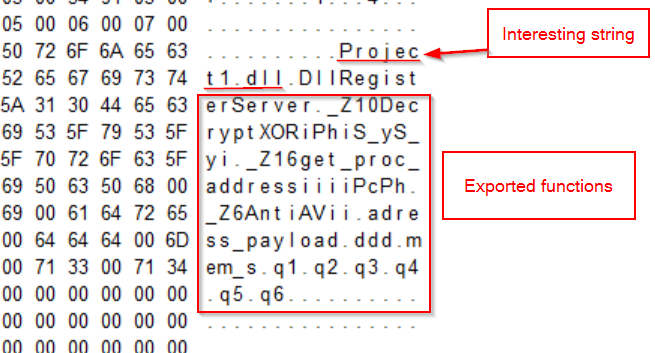 05 00 06 00 07 00 ................
Interesting string
50 72 6F 6A 65 63 ..........Projec
52 65 67 69 73 74 t1.dll.DllRegist
5A 31 30 44 65 63 erServer._Z10Dec
69 53 5F 79 53 5F ryptXORiPhiS_yS_
5F 70 72 6F 63 5F yi._Z16get_proc_
69 50 63 50 68 00 addressiiiiPcPh.
Exported functions
69 00 61 64 72 65 _Z6AntiAVii.adre
00 64 64 64 00 6D ss_payload.ddd.m
00 71 33 00 71 34 em_s.q1.q2.q3.q4
00 00 00 00 00 00 .q5.q6..........
00 00 00 00 00 00 ................
00 00 00 00 00 00